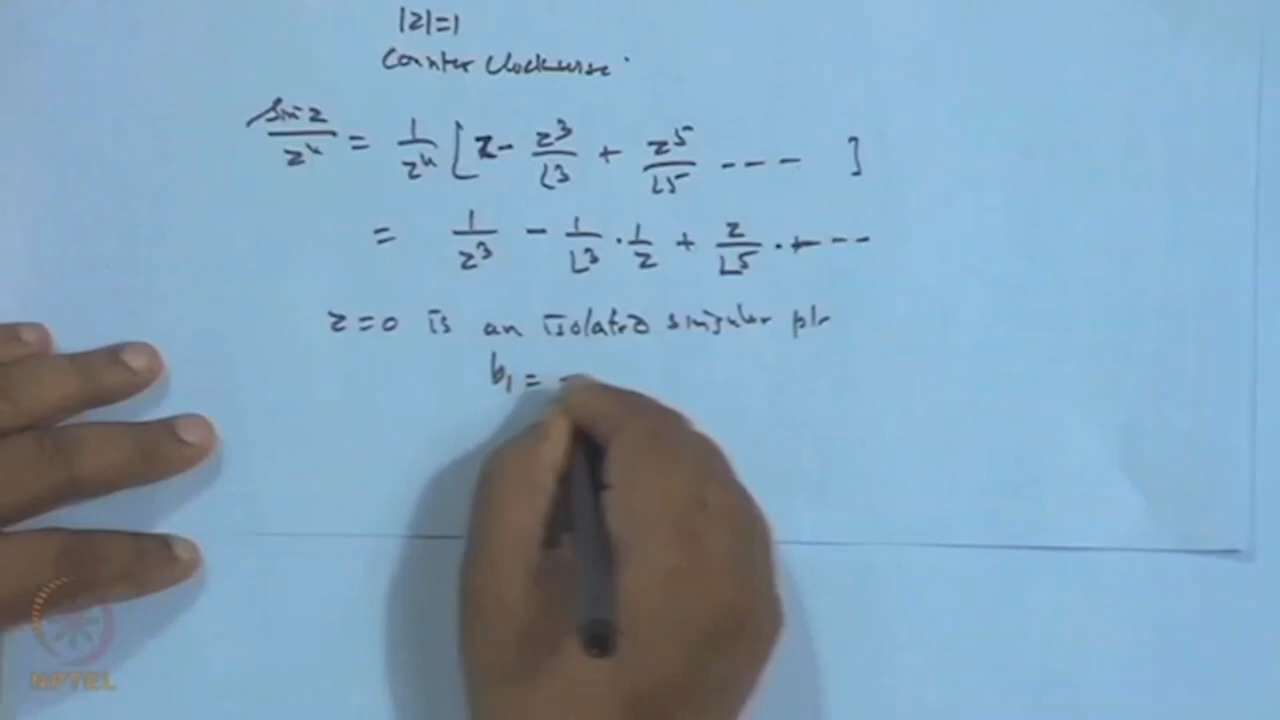 |z|=1
Counter Clockwise.
sin z / z⁴ = 1/z⁴ [z - z³/∟3 + z⁵/∟5 --- ]
= 1/z³ - 1/∟3 · 1/z + z/∟5 · + ---
z=0 is an isolated singular pt
b₁ = -
NPTEL